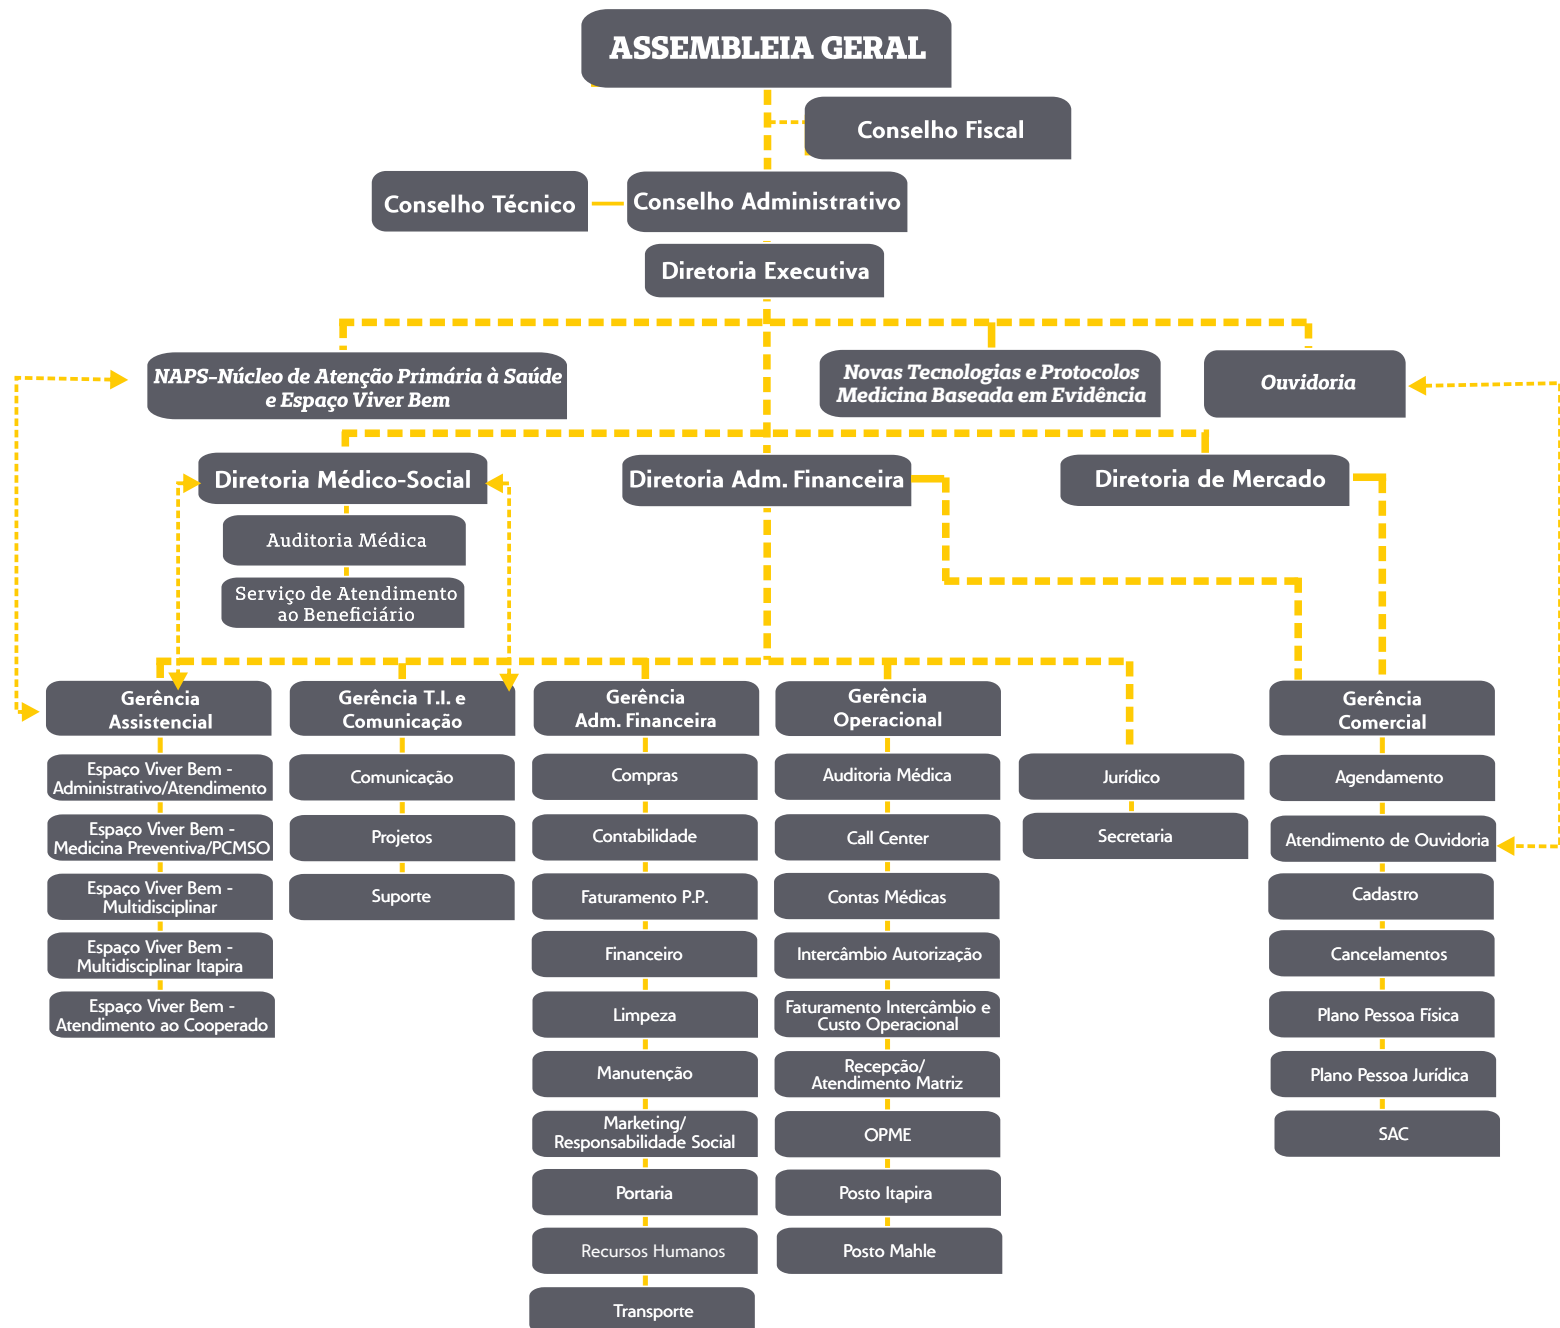 ASSEMBLEIA GERAL
Conselho Fiscal
Conselho Técnico
Conselho Administrativo
Diretoria Executiva
NAPS-Núcleo de Atenção Primária à Saúde
e Espaço Viver Bem
Novas Tecnologias e Protocolos
Medicina Baseada em Evidência
Ouvidoria
Diretoria Médico-Social
Diretoria Adm. Financeira
Diretoria de Mercado
Auditoria Médica
Serviço de Atendimento
ao Beneficiário
Gerência
Assistencial
Espaço Viver Bem -
Administrativo/Atendimento
Espaço Viver Bem -
Medicina Preventiva/PCMSO
Espaço Viver Bem -
Multidisciplinar
Espaço Viver Bem -
Multidisciplinar Itapira
Espaço Viver Bem -
Atendimento ao Cooperado
Gerência T.I. e
Comunicação
Comunicação
Projetos
Suporte
Gerência
Adm. Financeira
Compras
Contabilidade
Faturamento P.P.
Financeiro
Limpeza
Manutenção
Marketing/
Responsabilidade Social
Portaria
Recursos Humanos
Transporte
Gerência
Operacional
Auditoria Médica
Call Center
Contas Médicas
Intercâmbio Autorização
Faturamento Intercâmbio e
Custo Operacional
Recepção/
Atendimento Matriz
OPME
Posto Itapira
Posto Mahle
Jurídico
Secretaria
Gerência
Comercial
Agendamento
Atendimento de Ouvidoria
Cadastro
Cancelamentos
Plano Pessoa Física
Plano Pessoa Jurídica
SAC